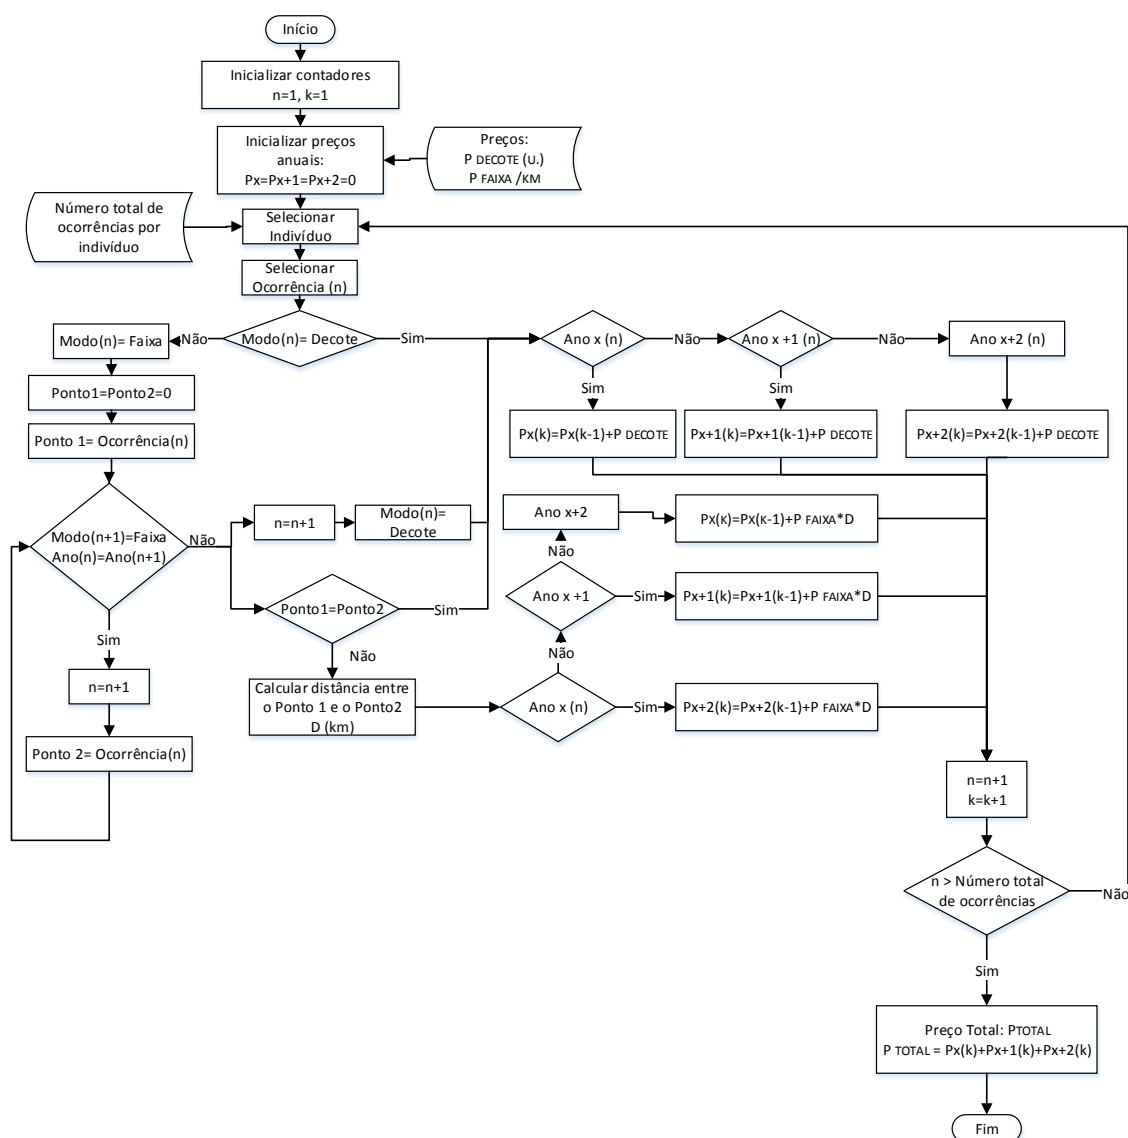 Início
Inicializar contadores
n=1, k=1
Inicializar preços
anuais:
Px=Px+1=Px+2=0
Preços:
P DECOTE (U.)
P FAIXA /KM
Número total de
ocorrências por
indivíduo
Selecionar
Indivíduo
Selecionar
Ocorrência (n)
Modo(n)= Decote
Não
Sim
Modo(n)= Faixa
Ponto1=Ponto2=0
Ponto 1= Ocorrência(n)
Modo(n+1)=Faixa
Ano(n)=Ano(n+1)
Não
Sim
n=n+1
Ponto 2= Ocorrência(n)
n=n+1
Modo(n)=
Decote
Ponto1=Ponto2
Sim
Não
Calcular distância entre
o Ponto 1 e o Ponto2
D (km)
Ano x (n)
Não
Ano x +1 (n)
Não
Ano x+2 (n)
Sim
Sim
Px(k)=Px(k-1)+P DECOTE
Px+1(k)=Px+1(k-1)+P DECOTE
Px+2(k)=Px+2(k-1)+P DECOTE
Ano x+2
Px(K)=Px(K-1)+P FAIXA*D
Não
Ano x +1
Sim
Px+1(k)=Px+1(k-1)+P FAIXA*D
Não
Ano x (n)
Sim
Px+2(k)=Px+2(k-1)+P FAIXA*D
n=n+1
k=k+1
n > Número total
de ocorrências
Não
Sim
Preço Total: PTOTAL
P TOTAL = Px(k)+Px+1(k)+Px+2(k)
Fim